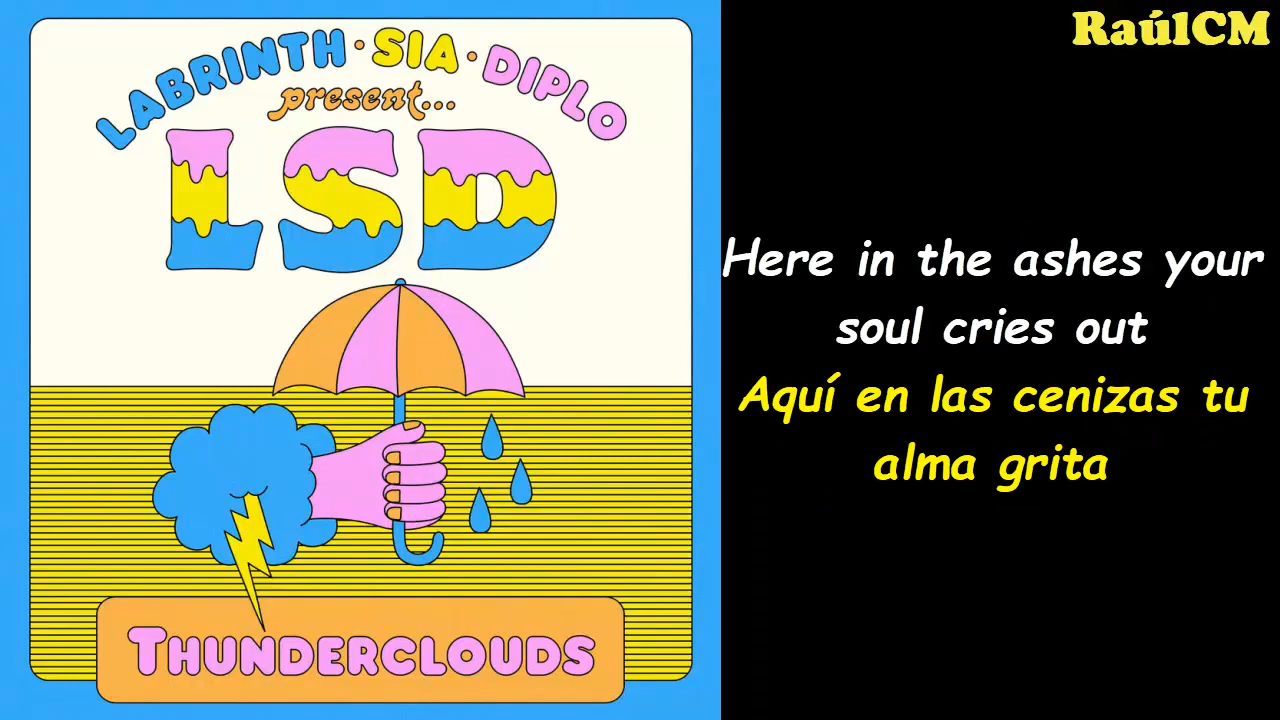 LABRINTH · SIA · DIPLO
present...
LSD
THUNDERCLOUDS
RaúlCM
Here in the ashes your
soul cries out
Aquí en las cenizas tu
alma grita